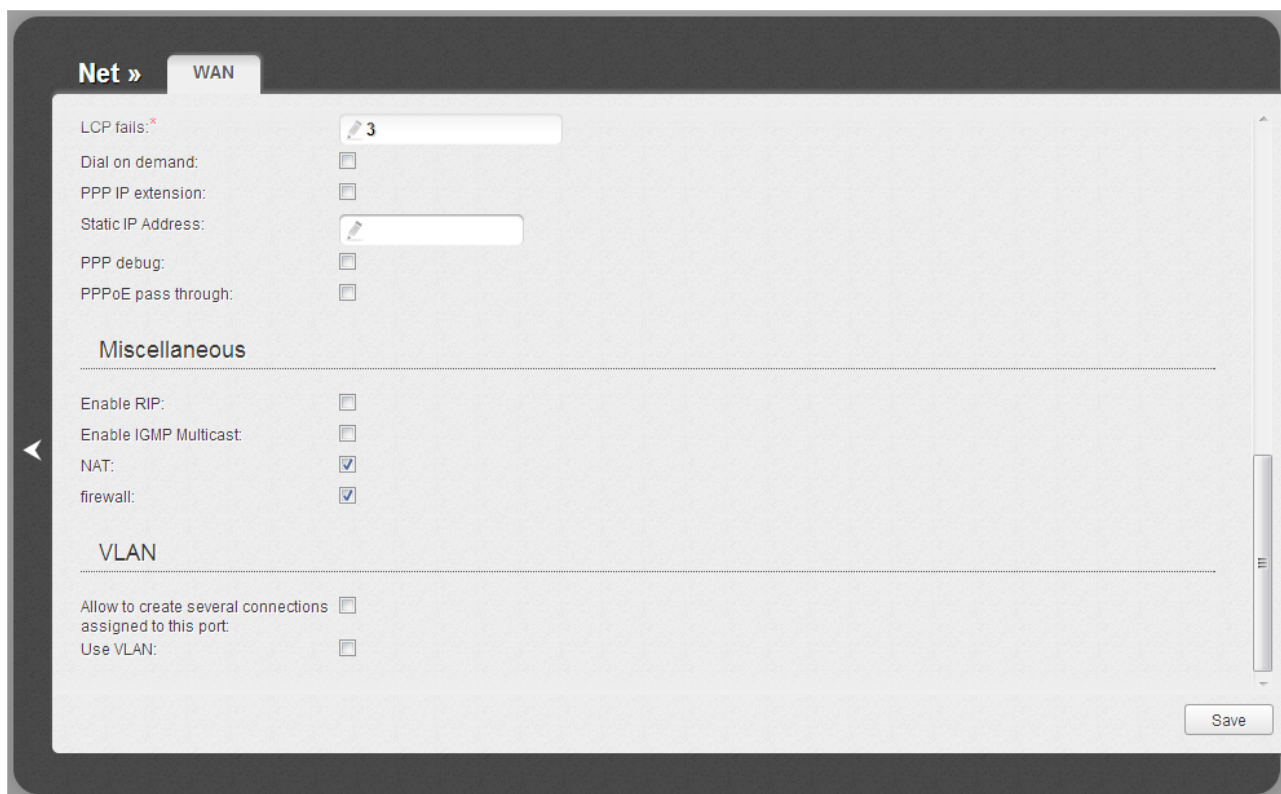 Net »
WAN
LCP fails:* 3
Dial on demand:
PPP IP extension:
Static IP Address:
PPP debug:
PPPoE pass through:
Miscellaneous
Enable RIP:
Enable IGMP Multicast:
NAT:
firewall:
VLAN
Allow to create several connections
assigned to this port:
Use VLAN:
Save